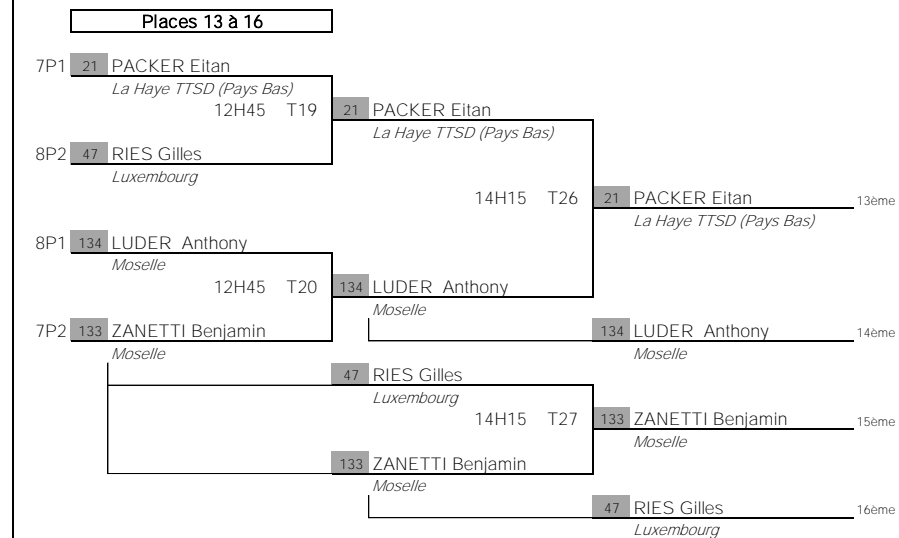 Places 13 à 16
7P1 21 PACKER Eitan
La Haye TTSD (Pays Bas)
12H45 T19 21 PACKER Eitan
La Haye TTSD (Pays Bas)
8P2 47 RIES Gilles
Luxembourg
14H15 T26 21 PACKER Eitan 13ème
La Haye TTSD (Pays Bas)
8P1 134 LUDER Anthony
Moselle
12H45 T20 134 LUDER Anthony
Moselle
7P2 133 ZANETTI Benjamin 134 LUDER Anthony 14ème
Moselle Moselle
47 RIES Gilles
Luxembourg
14H15 T27 133 ZANETTI Benjamin 15ème
Moselle
133 ZANETTI Benjamin
Moselle
47 RIES Gilles 16ème
Luxembourg